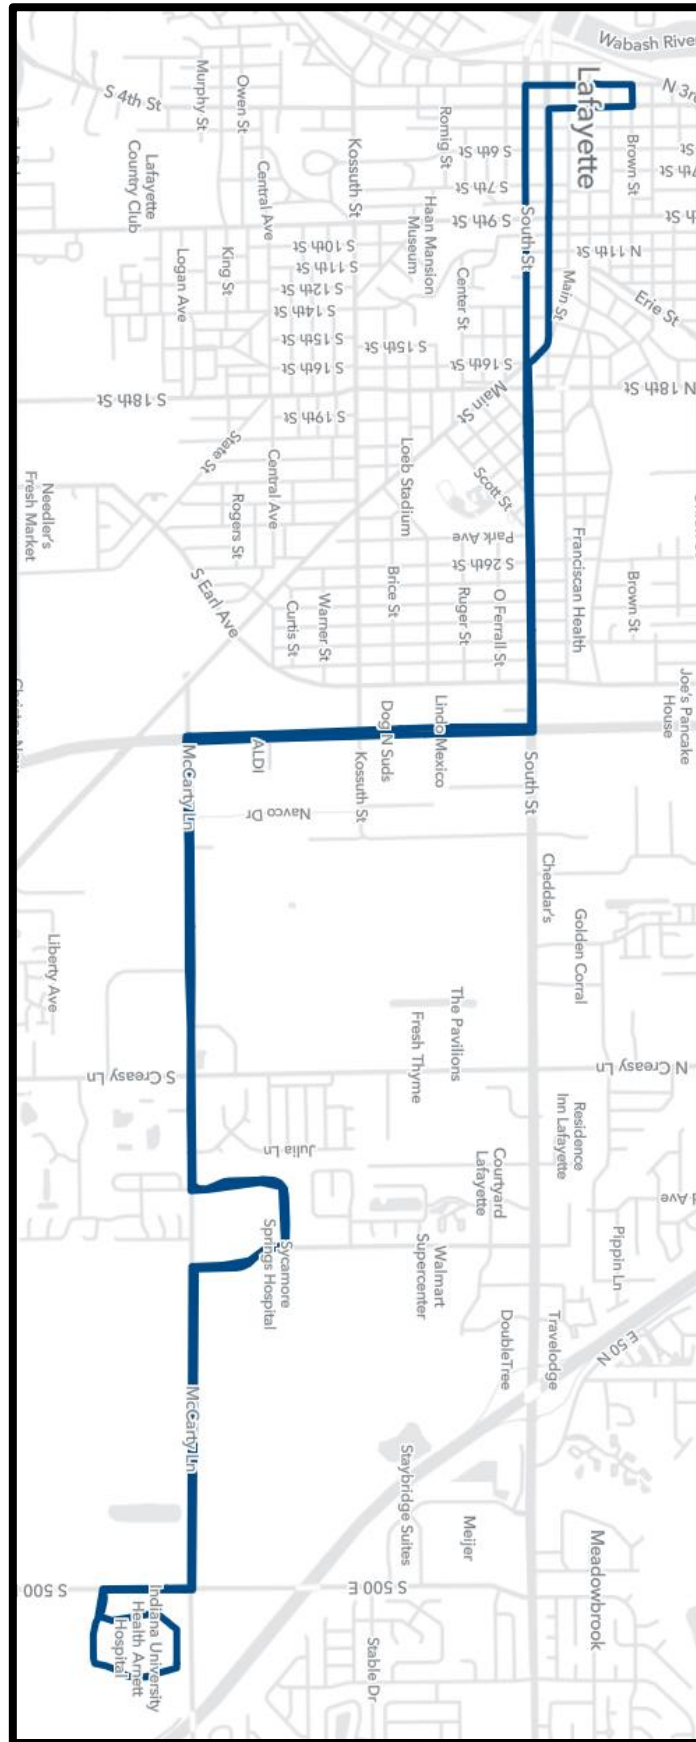 Wabash River
Lafayette
N 3r
S 4th St
Murphy St
Owen St
Kossuth St
Romig St
S 6th St
S 7th St
S 9th St
South St
Brown St
St
7th
th St
Lafayette
Country Club
Central Ave
Haan Mansion
Museum
N 11th St
Logan Ave
King St
S 10th St
S 11th St
S 12th St
S 14th St
S 15th St
S 16th St
Center St
Main St
Erie St
S 15th St
S 16th St
S 18th St
N 18th St
Main St
S 19th St
State St
Central Ave
Loeb Stadium
Scott St
Needler's
Fresh Market
Rogers St
Park Ave
S 26th St
Franciscan Health
Brown St
S Earl Ave
Curtis St
Warner St
Brice St
Ruger St
O Ferrall St
Joe's Pancake
House
McCarty Ln
ALDI
Dog N Suds
Lindo Mexico
Kossuth St
South St
Navco Dr
Cheddar's
Golden Corral
Liberty Ave
The Pavilions
Fresh Thyme
S Creasy Ln
N Creasy Ln
Residence
Inn Lafayette
Julia Ln
Courtyard
Lafayette
d Ave
Sycamore
Springs Hospital
Walmart
Supercenter
Pippin Ln
DoubleTree
Travelodge
E 50 N
McCarty Ln
Staybridge Suites
Meijer
Meadowbrook
S 500
S 500 E
Indiana University
Health Arnett
Hospital
Stable Dr